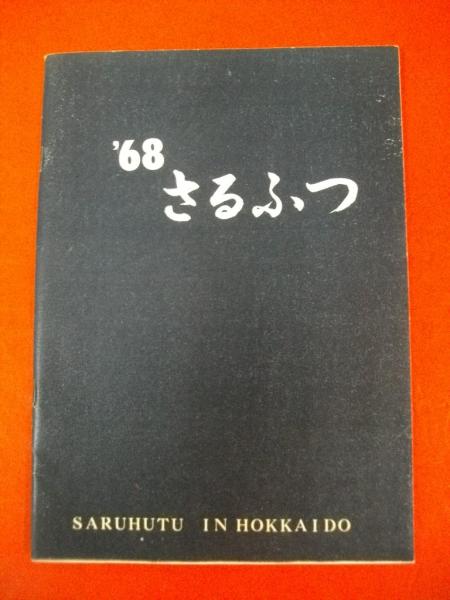 '68
さるふつ
SARUHUTU IN HOKKAIDO